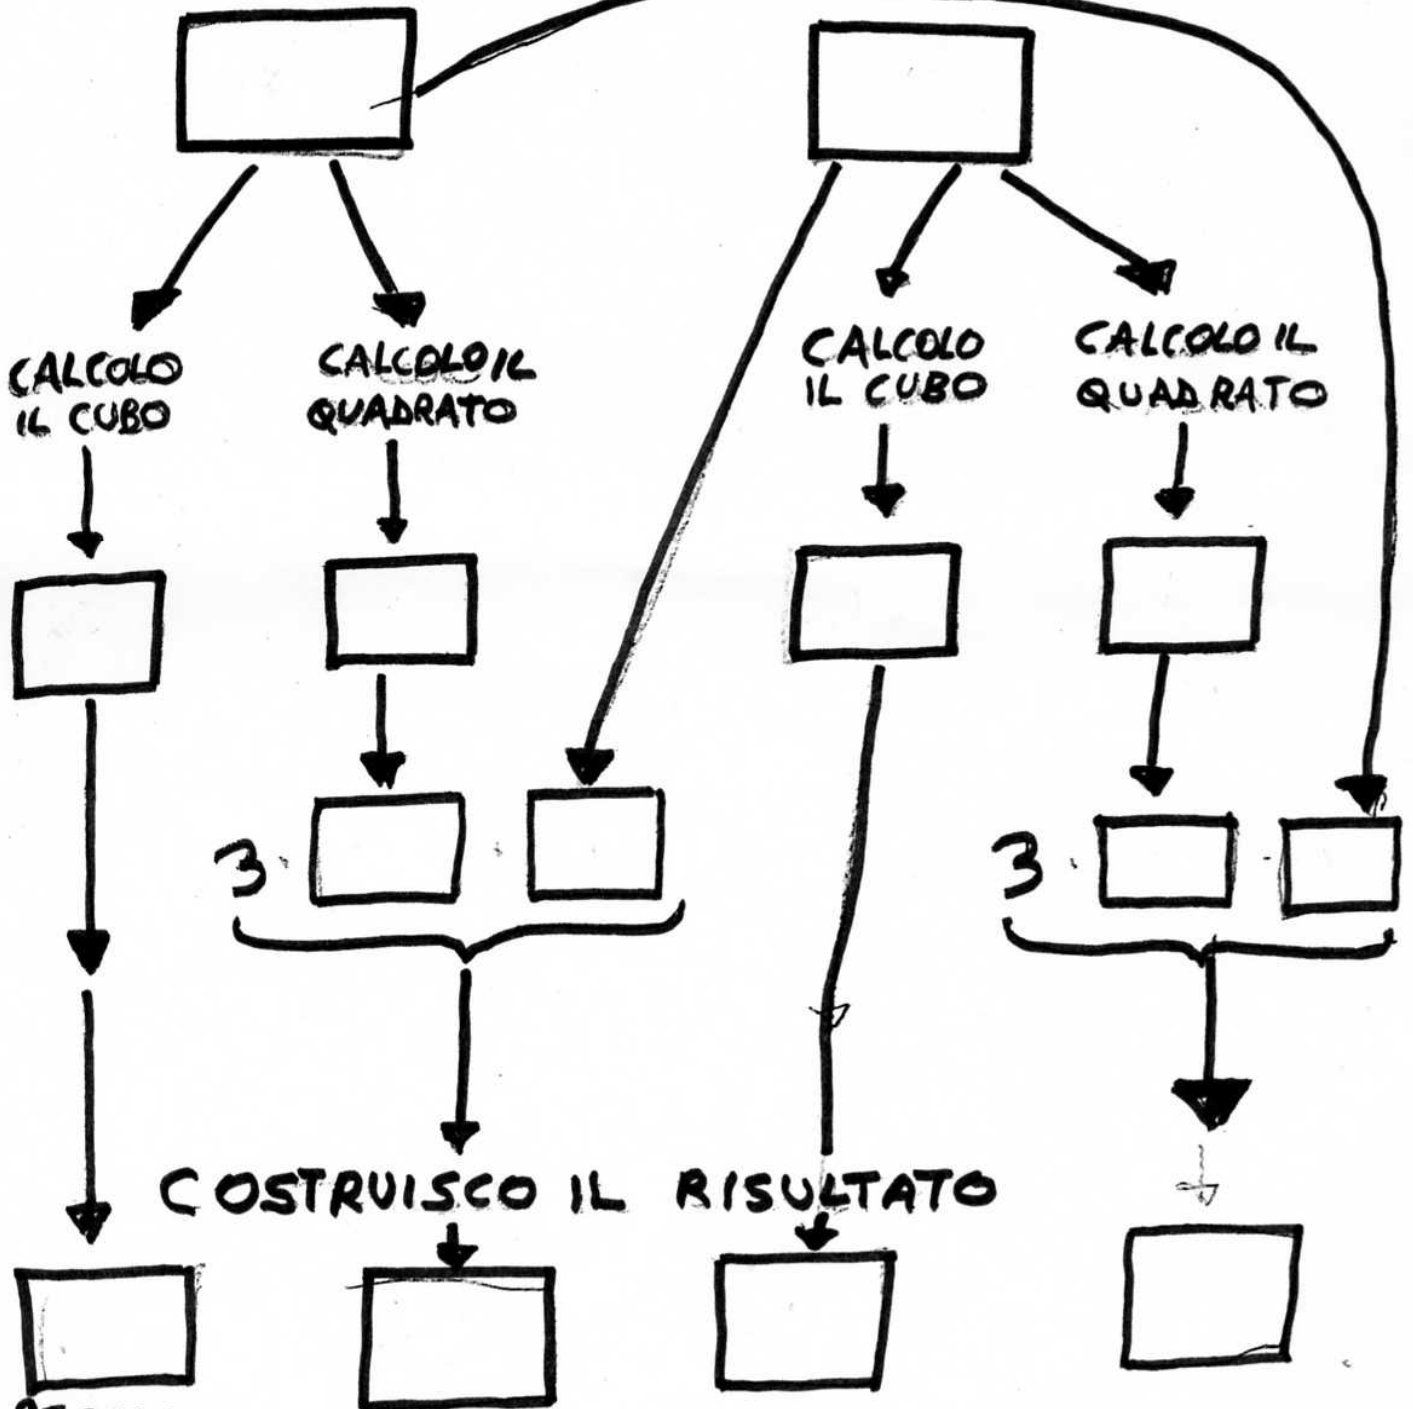 CALCOLO
IL CUBO
CALCOLO IL
QUADRATO
CALCOLO
IL CUBO
CALCOLO IL
QUADRATO
3 · ·
3 · ·
COSTRUISCO IL RISULTATO